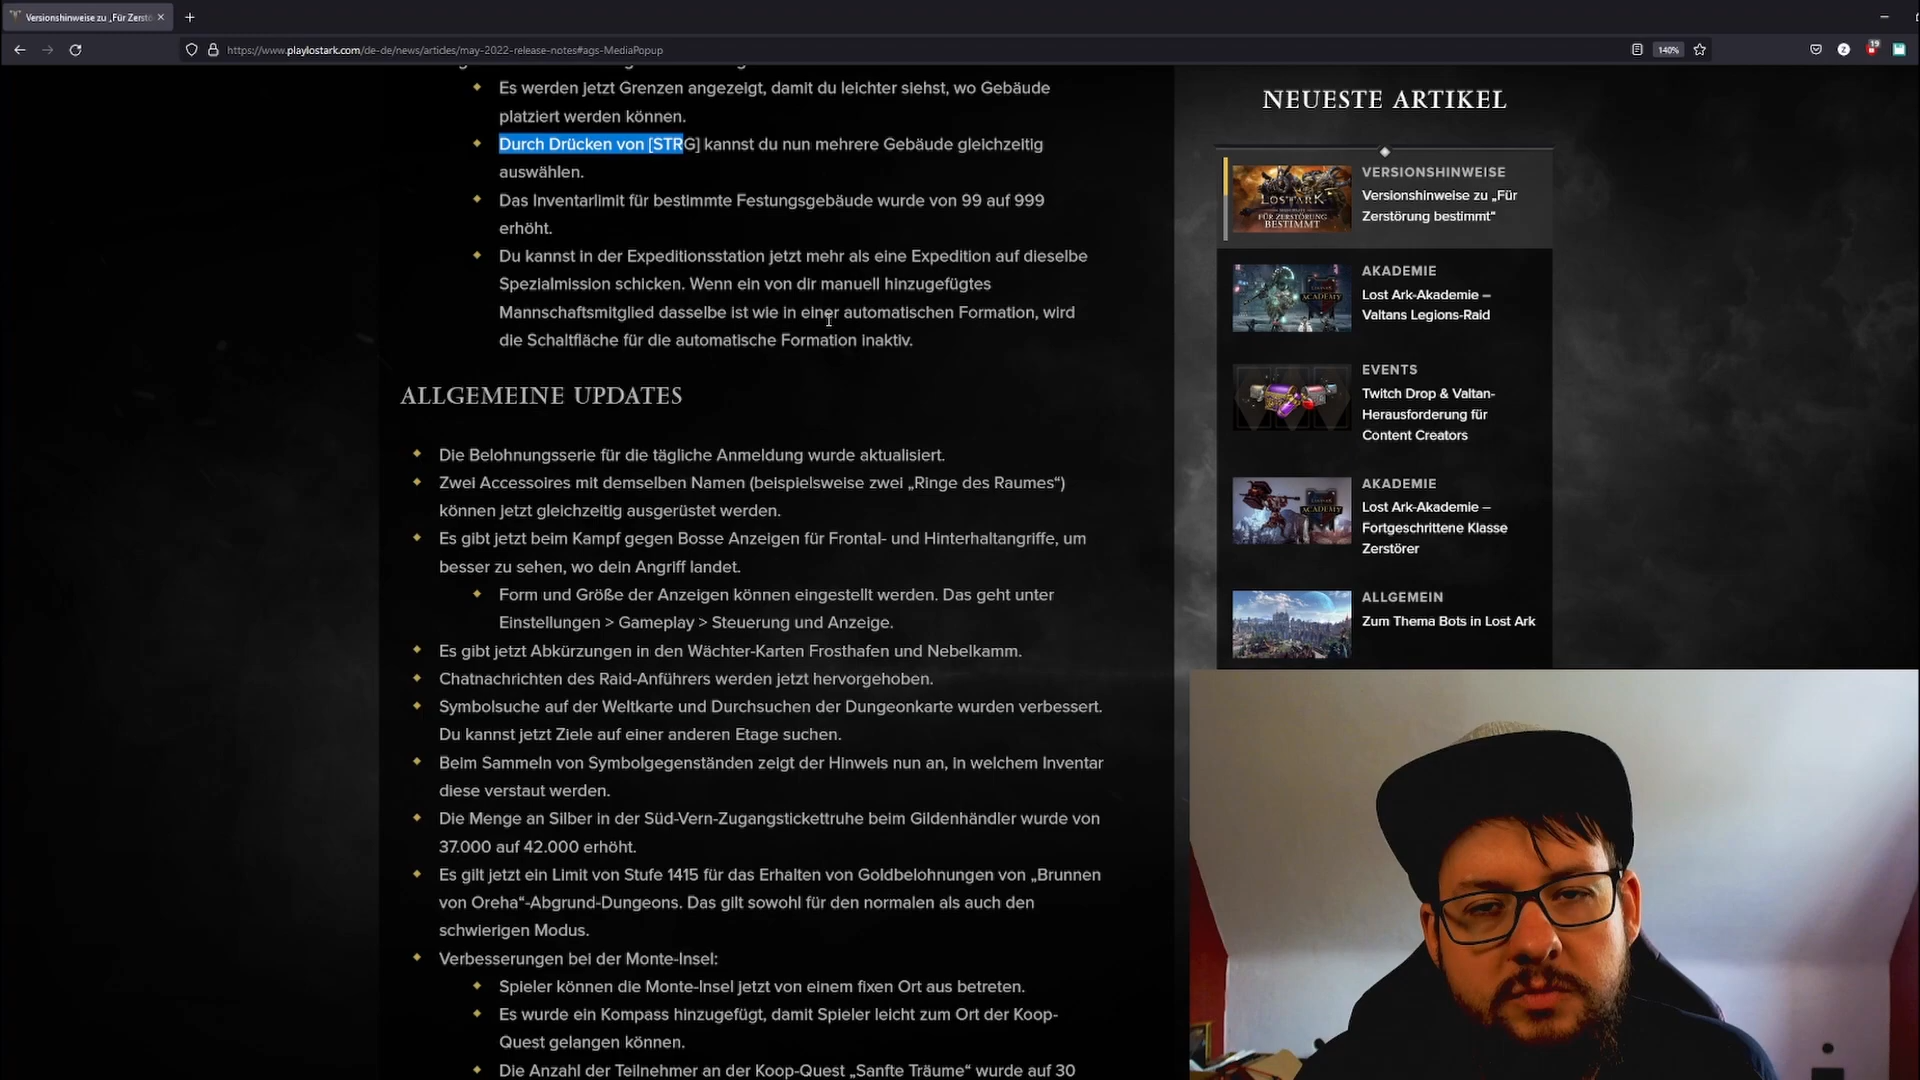 Versionshinweise zu „Für Zerstö
https://www.playlostark.com/de-de/news/articles/may-2022-release-notes#ags-MediaPopup
140%
19
Es werden jetzt Grenzen angezeigt, damit du leichter siehst, wo Gebäude
platziert werden können.
Durch Drücken von [STRG] kannst du nun mehrere Gebäude gleichzeitig
auswählen.
Das Inventarlimit für bestimmte Festungsgebäude wurde von 99 auf 999
erhöht.
Du kannst in der Expeditionsstation jetzt mehr als eine Expedition auf dieselbe
Spezialmission schicken. Wenn ein von dir manuell hinzugefügtes
Mannschaftsmitglied dasselbe ist wie in einer automatischen Formation, wird
die Schaltfläche für die automatische Formation inaktiv.
ALLGEMEINE UPDATES
Die Belohnungsserie für die tägliche Anmeldung wurde aktualisiert.
Zwei Accessoires mit demselben Namen (beispielsweise zwei „Ringe des Raumes“)
können jetzt gleichzeitig ausgerüstet werden.
Es gibt jetzt beim Kampf gegen Bosse Anzeigen für Frontal- und Hinterhaltangriffe, um
besser zu sehen, wo dein Angriff landet.
Form und Größe der Anzeigen können eingestellt werden. Das geht unter
Einstellungen > Gameplay > Steuerung und Anzeige.
Es gibt jetzt Abkürzungen in den Wächter-Karten Frosthafen und Nebelkamm.
Chatnachrichten des Raid-Anführers werden jetzt hervorgehoben.
Symbolsuche auf der Weltkarte und Durchsuchen der Dungeonkarte wurden verbessert.
Du kannst jetzt Ziele auf einer anderen Etage suchen.
Beim Sammeln von Symbolgegenständen zeigt der Hinweis nun an, in welchem Inventar
diese verstaut werden.
Die Menge an Silber in der Süd-Vern-Zugangstickettruhe beim Gildenhändler wurde von
37.000 auf 42.000 erhöht.
Es gilt jetzt ein Limit von Stufe 1415 für das Erhalten von Goldbelohnungen von „Brunnen
von Oreha“-Abgrund-Dungeons. Das gilt sowohl für den normalen als auch den
schwierigen Modus.
Verbesserungen bei der Monte-Insel:
Spieler können die Monte-Insel jetzt von einem fixen Ort aus betreten.
Es wurde ein Kompass hinzugefügt, damit Spieler leicht zum Ort der Koop-
Quest gelangen können.
Die Anzahl der Teilnehmer an der Koop-Quest „Sanfte Träume“ wurde auf 30
NEUESTE ARTIKEL
LOST ARK
FÜR ZERSTÖRUNG
BESTIMMT
VERSIONSHINWEISE
Versionshinweise zu „Für
Zerstörung bestimmt“
ACADEMY
AKADEMIE
Lost Ark-Akademie –
Valtans Legions-Raid
EVENTS
Twitch Drop & Valtan-
Herausforderung für
Content Creators
ACADEMY
AKADEMIE
Lost Ark-Akademie –
Fortgeschrittene Klasse
Zerstörer
ALLGEMEIN
Zum Thema Bots in Lost Ark